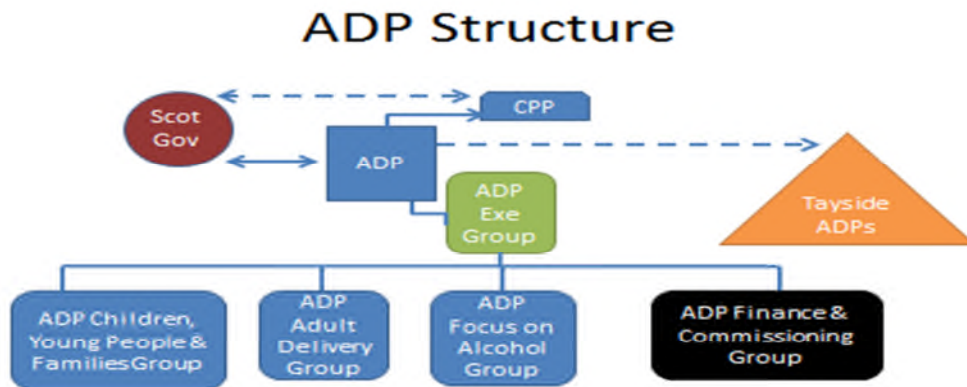 ADP Structure
CPP
Scot
Gov
ADP
ADP
Exe
Group
Tayside
ADPs
ADP Children,
Young People &
FamiliesGroup
ADP
Adult
Delivery
Group
ADP
Focus on
Alcohol
Group
ADP Finance &
Commissioning
Group